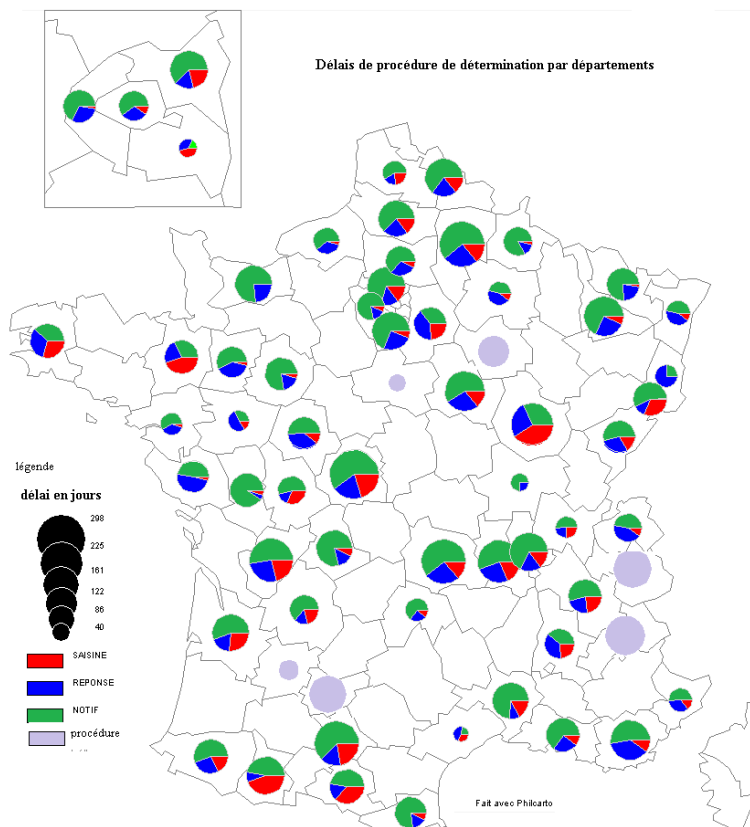 Délais de procédure de détermination par départements
légende
délai en jours
298
225
161
122
86
40
SAISINE
REPONSE
NOTIF
procédure
Fait avec Philcarto